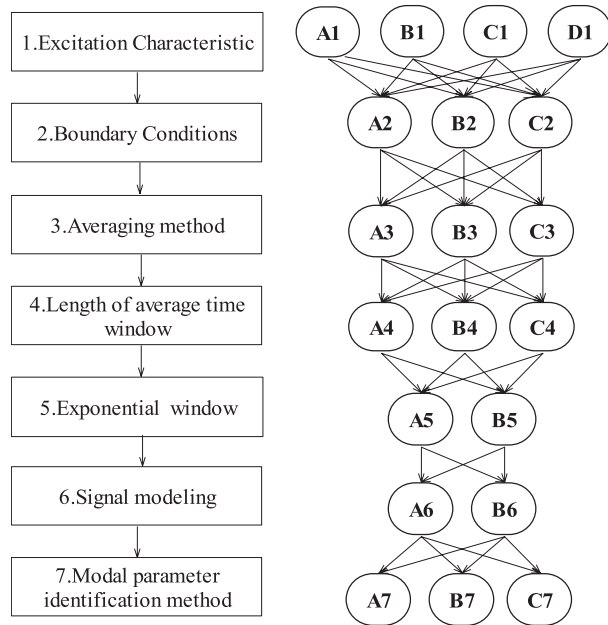 1.Excitation Characteristic
2.Boundary Conditions
3.Averaging method
4.Length of average time
window
5.Exponential window
6.Signal modeling
7.Modal parameter
identification method
A1 B1 C1 D1
A2 B2 C2
A3 B3 C3
A4 B4 C4
A5 B5
A6 B6
A7 B7 C7